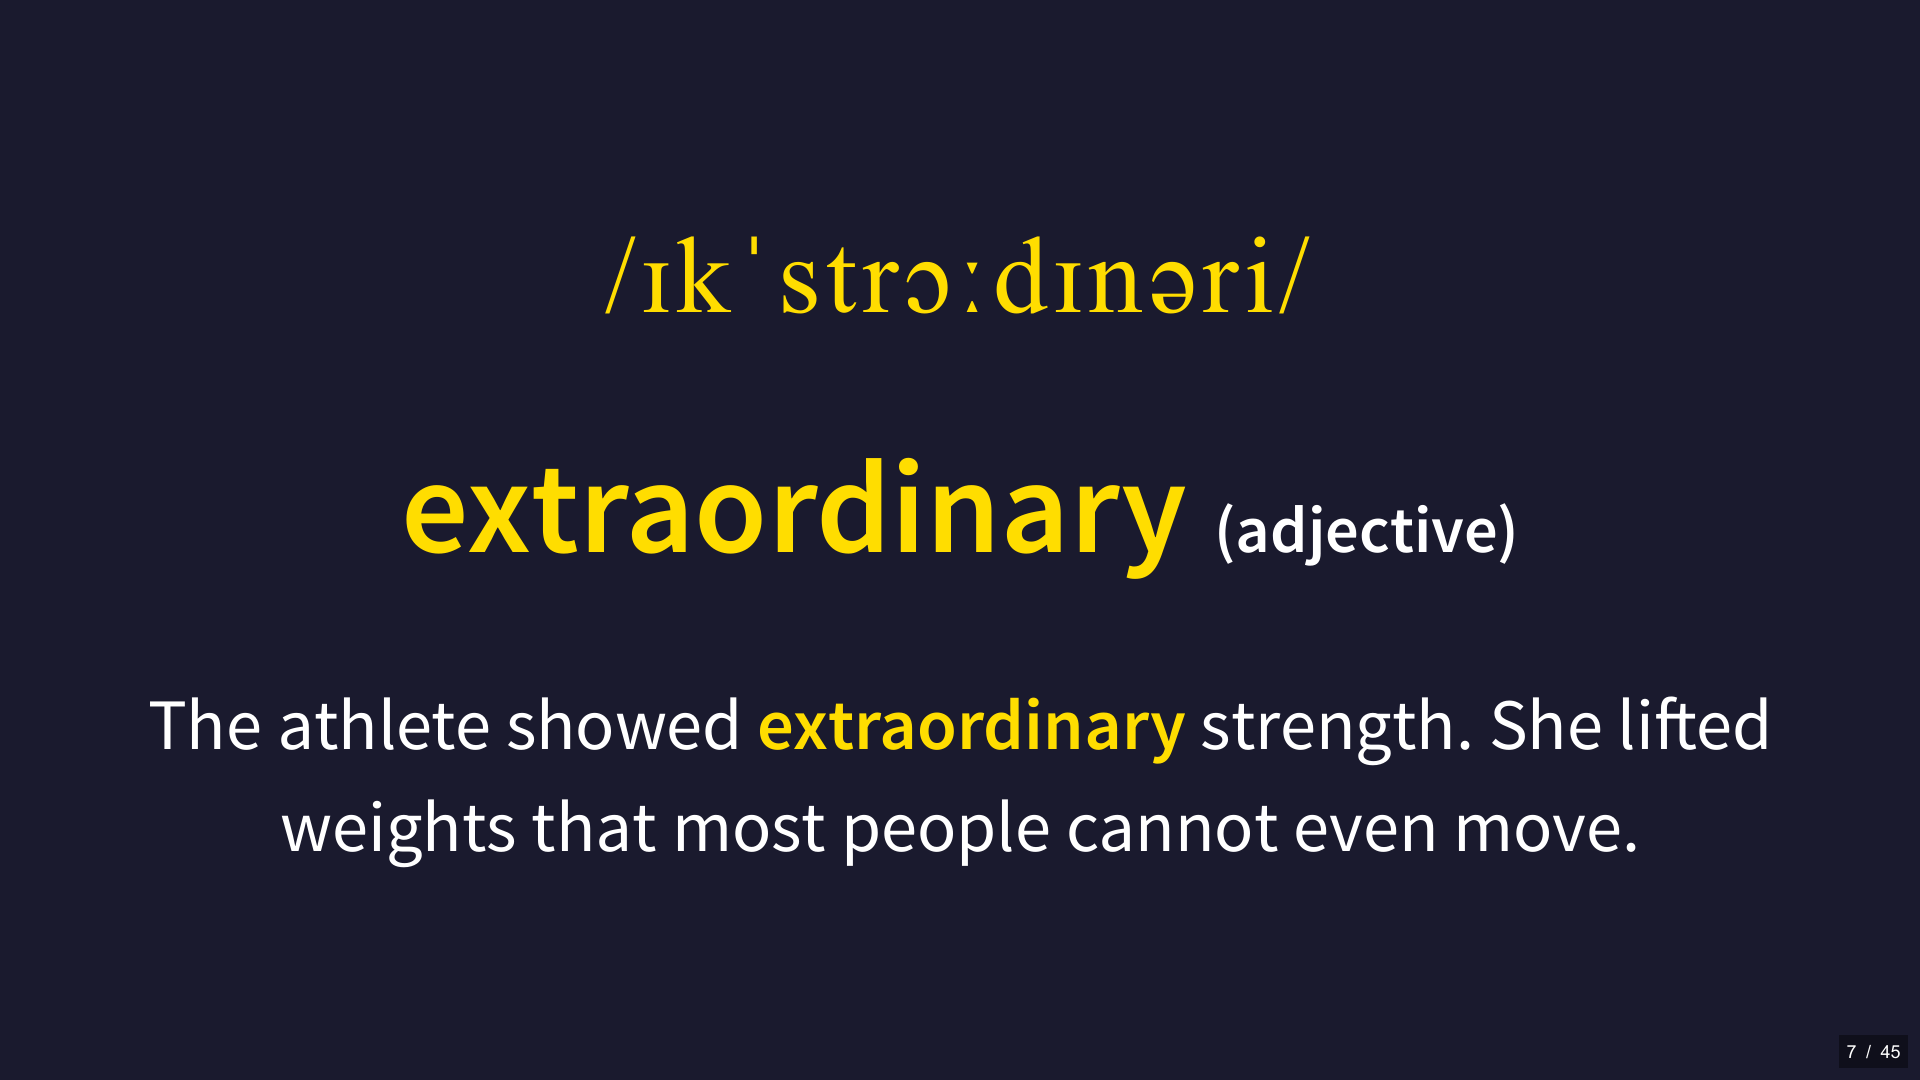 /ɪkˈstrɔːdɪnəri/
extraordinary (adjective)
The athlete showed extraordinary strength. She lifted
weights that most people cannot even move.
7 / 45